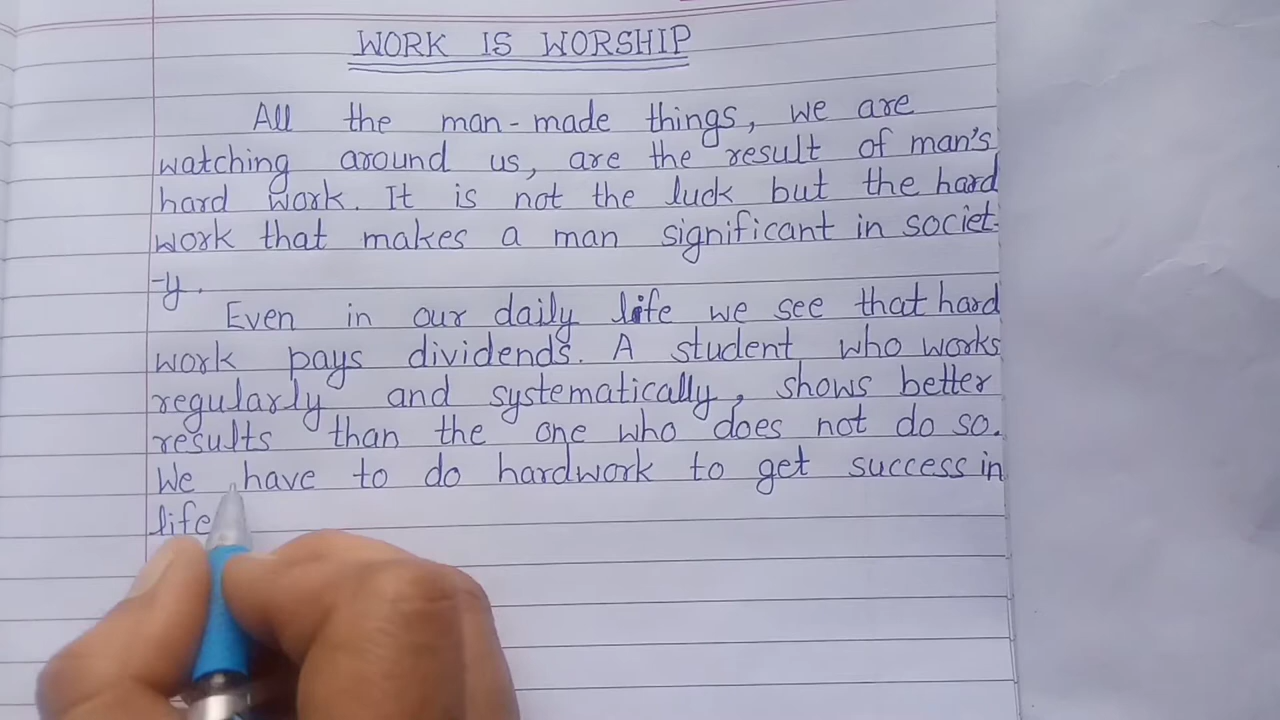 WORK IS WORSHIP
All the man-made things, we are
watching around us, are the result of man's
hard work. It is not the luck but the hard
work that makes a man significant in societ-
-y.
Even in our daily life we see that hard
work pays dividends. A student who works
regularly and systematically, shows better
results than the one who does not do so.
We have to do hardwork to get success in
life